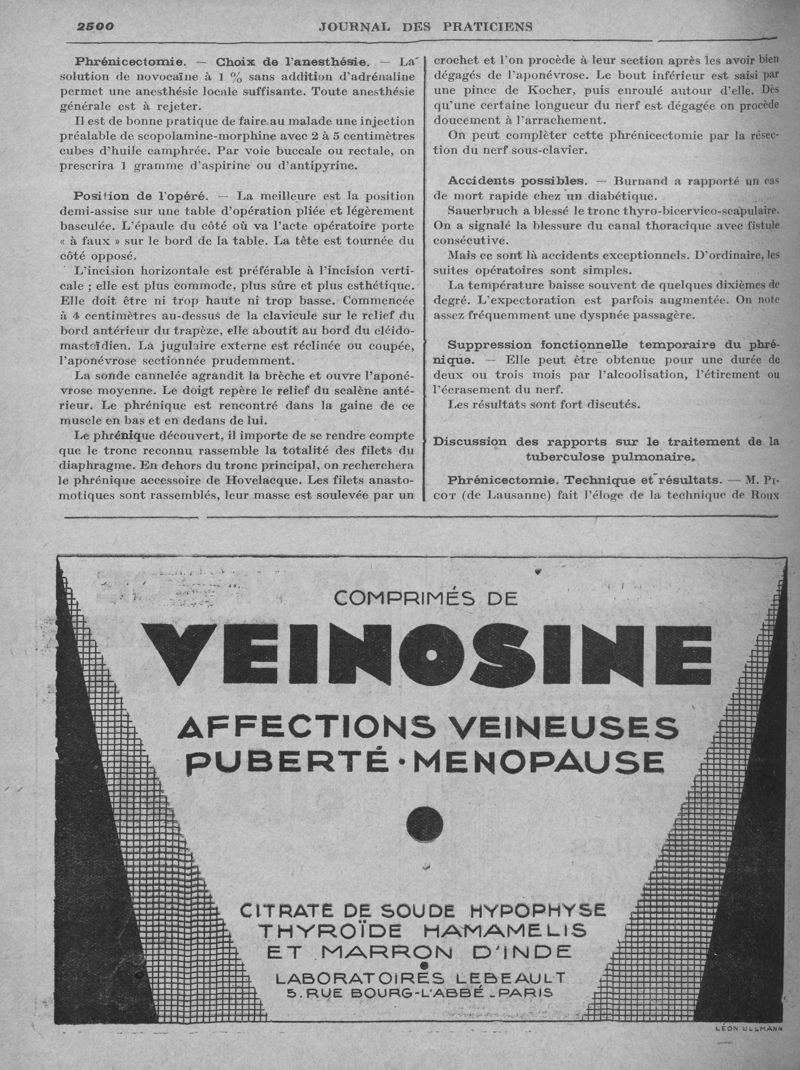 2500
JOURNAL DES PRATICIENS
Phrénicectomie. — Choix de l'anesthésie. — La
solution de novocaïne à 1 % sans addition d'adrénaline
permet une anesthésie locale suffisante. Toute anesthésie
générale est à rejeter.
Il est de bonne pratique de faire au malade une injection
préalable de scopolamine-morphine avec 2 à 5 centimètres
cubes d'huile camphrée. Par voie buccale ou rectale, on
prescrira 1 gramme d'aspirine ou d'antipyrine.
Position de l'opéré. — La meilleure est la position
demi-assise sur une table d'opération pliée et légèrement
basculée. L'épaule du côté où va l'acte opératoire porte
« à faux » sur le bord de la table. La tête est tournée du
côté opposé.
L'incision horizontale est préférable à l'incision verti-
cale ; elle est plus commode, plus sûre et plus esthétique.
Elle doit être ni trop haute ni trop basse. Commencée
à 4 centimètres au-dessus de la clavicule sur le relief du
bord antérieur du trapèze, elle aboutit au bord du cléido-
mastoïdien. La jugulaire externe est réclinée ou coupée,
l'aponévrose sectionnée prudemment.
La sonde cannelée agrandit la brèche et ouvre l'aponé-
vrose moyenne. Le doigt repère le relief du scalène anté-
rieur. Le phrénique est rencontré dans la gaine de ce
muscle en bas et en dedans de lui.
Le phrénique découvert, il importe de se rendre compte
que le tronc reconnu rassemble la totalité des filets du
diaphragme. En dehors du tronc principal, on recherchera
le phrénique accessoire de Hovelacque. Les filets anasto-
motiques sont rassemblés, leur masse est soulevée par un
crochet et l'on procède à leur section après les avoir bien
dégagés de l'aponévrose. Le bout inférieur est saisi par
une pince de Kocher, puis enroulé autour d'elle. Dès
qu'une certaine longueur du nerf est dégagée on procède
doucement à l'arrachement.
On peut complèter cette phrénicectomie par la résec-
tion du nerf sous-clavier.
Accidents possibles. — Burnand a rapporté un cas
de mort rapide chez un diabétique.
Sauerbruch a blessé le tronc thyro-bicervico-scapulaire.
On a signalé la blessure du canal thoracique avec fistule
consécutive.
Mais ce sont là accidents exceptionnels. D'ordinaire, les
suites opératoires sont simples.
La température baisse souvent de quelques dixièmes de
degré. L'expectoration est parfois augmentée. On note
assez fréquemment une dyspnée passagère.
Suppression fonctionnelle temporaire du phré-
nique. — Elle peut être obtenue pour une durée de
deux ou trois mois par l'alcoolisation, l'étirement ou
l'écrasement du nerf.
Les résultats sont fort discutés.
Discussion des rapports sur le traitement de la
tuberculose pulmonaire.
Phrénicectomie. Technique et résultats. — M. PI-
COT (de Lausanne) fait l'éloge de la technique de Roux
COMPRIMÉS DE
VEINOSINE
AFFECTIONS VEINEUSES
PUBERTÉ · MENOPAUSE
CITRATE DE SOUDE HYPOPHYSE
THYROÏDE HAMAMELIS
ET MARRON D'INDE
LABORATOIRES LEBEAULT
5. RUE BOURG-L'ABBÉ - PARIS
LÉON ULLMANN